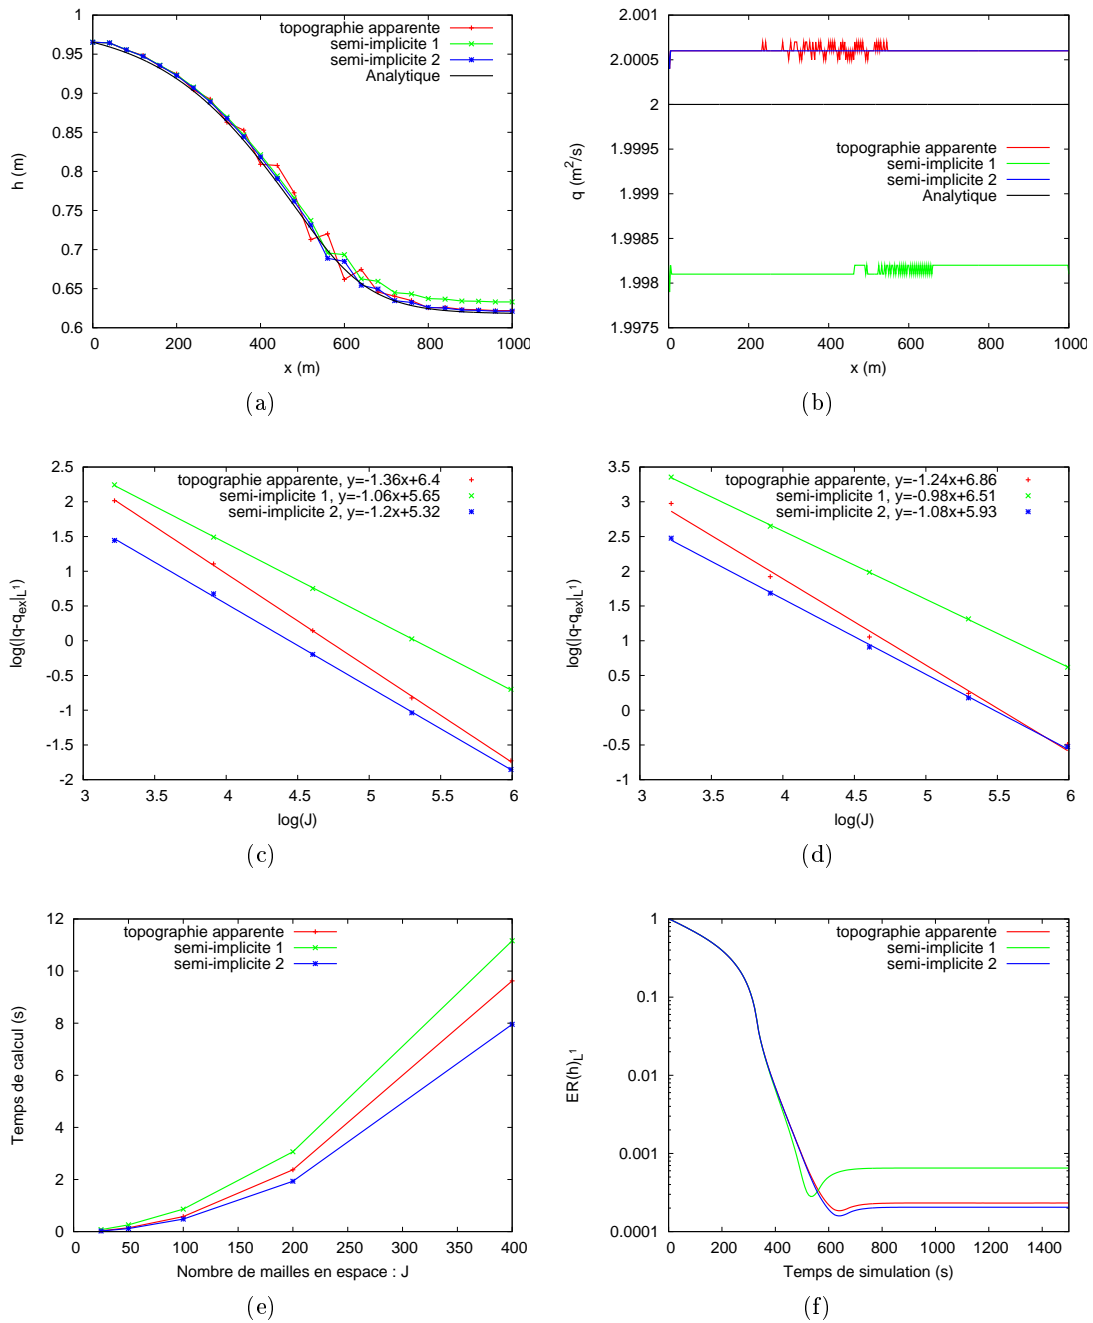 1
0.95
0.9
0.85
0.8
0.75
0.7
0.65
0.6
0
200
400
600
800
1000
h (m)
x (m)
topographie apparente
semi-implicite 1
semi-implicite 2
Analytique
(a)
2.001
2.0005
2
1.9995
1.999
1.9985
1.998
1.9975
0
200
400
600
800
1000
q (m²/s)
x (m)
topographie apparente
semi-implicite 1
semi-implicite 2
Analytique
(b)
2.5
2
1.5
1
0.5
0
-0.5
-1
-1.5
-2
3
3.5
4
4.5
5
5.5
6
log(|q-q_ex|_L¹)
log(J)
topographie apparente, y=-1.36x+6.4
semi-implicite 1, y=-1.06x+5.65
semi-implicite 2, y=-1.2x+5.32
(c)
3.5
3
2.5
2
1.5
1
0.5
0
-0.5
-1
3
3.5
4
4.5
5
5.5
6
log(|q-q_ex|_L¹)
log(J)
topographie apparente, y=-1.24x+6.86
semi-implicite 1, y=-0.98x+6.51
semi-implicite 2, y=-1.08x+5.93
(d)
12
10
8
6
4
2
0
0
50
100
150
200
250
300
350
400
Temps de calcul (s)
Nombre de mailles en espace : J
topographie apparente
semi-implicite 1
semi-implicite 2
(e)
1
0.1
0.01
0.001
0.0001
0
200
400
600
800
1000
1200
1400
ER(h)_L¹
Temps de simulation (s)
topographie apparente
semi-implicite 1
semi-implicite 2
(f)